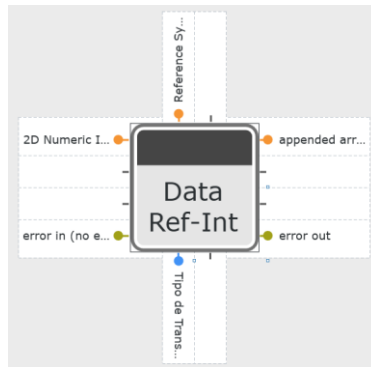 Reference Sy...
2D Numeric I...
appended arr...
Data
Ref-Int
error in (no e...
error out
Tipo de Trans...